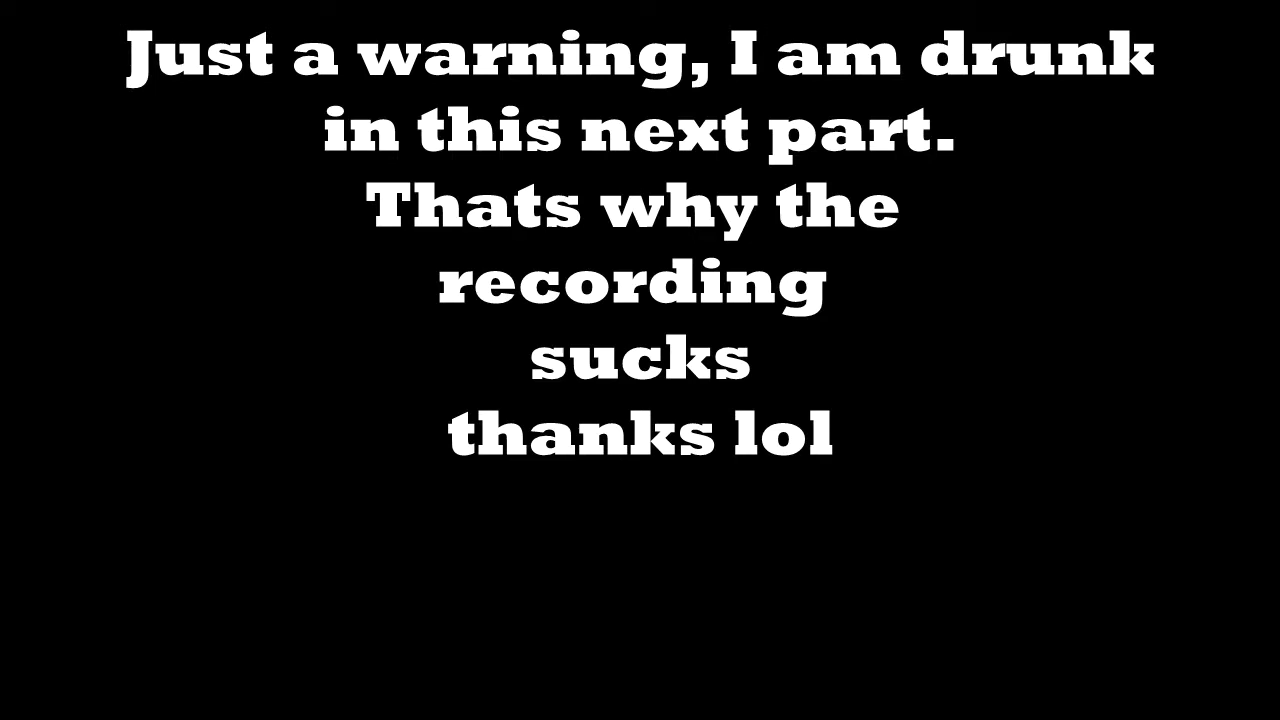 Just a warning, I am drunk
in this next part.
Thats why the
recording
sucks
thanks lol